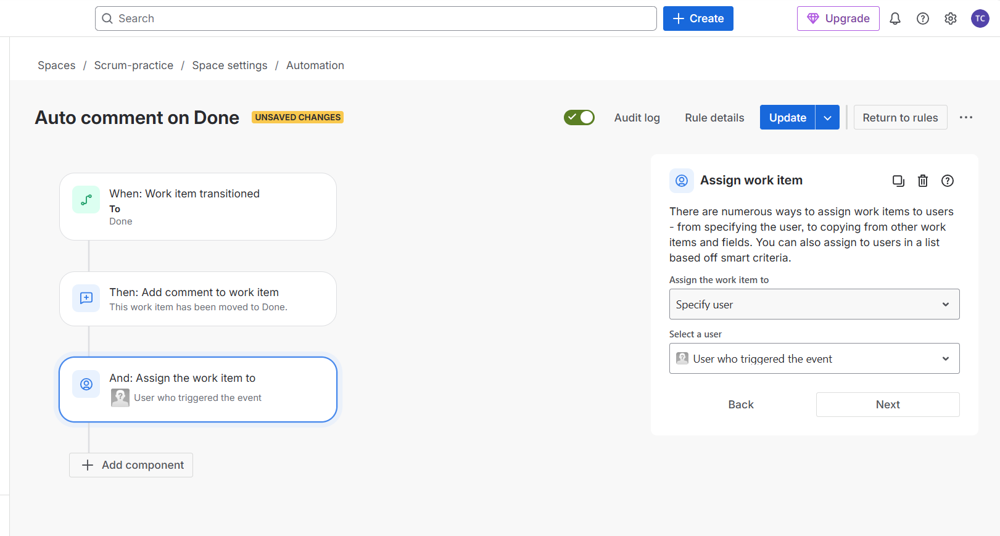 Search
Create
Upgrade
TC
Spaces / Scrum-practice / Space settings / Automation
Auto comment on Done
UNSAVED CHANGES
Audit log
Rule details
Update
Return to rules
When: Work item transitioned
To
Done
Then: Add comment to work item
This work item has been moved to Done.
And: Assign the work item to
User who triggered the event
Add component
Assign work item
There are numerous ways to assign work items to users
- from specifying the user, to copying from other work
items and fields. You can also assign to users in a list
based off smart criteria.
Assign the work item to
Specify user
Select a user
User who triggered the event
Back
Next